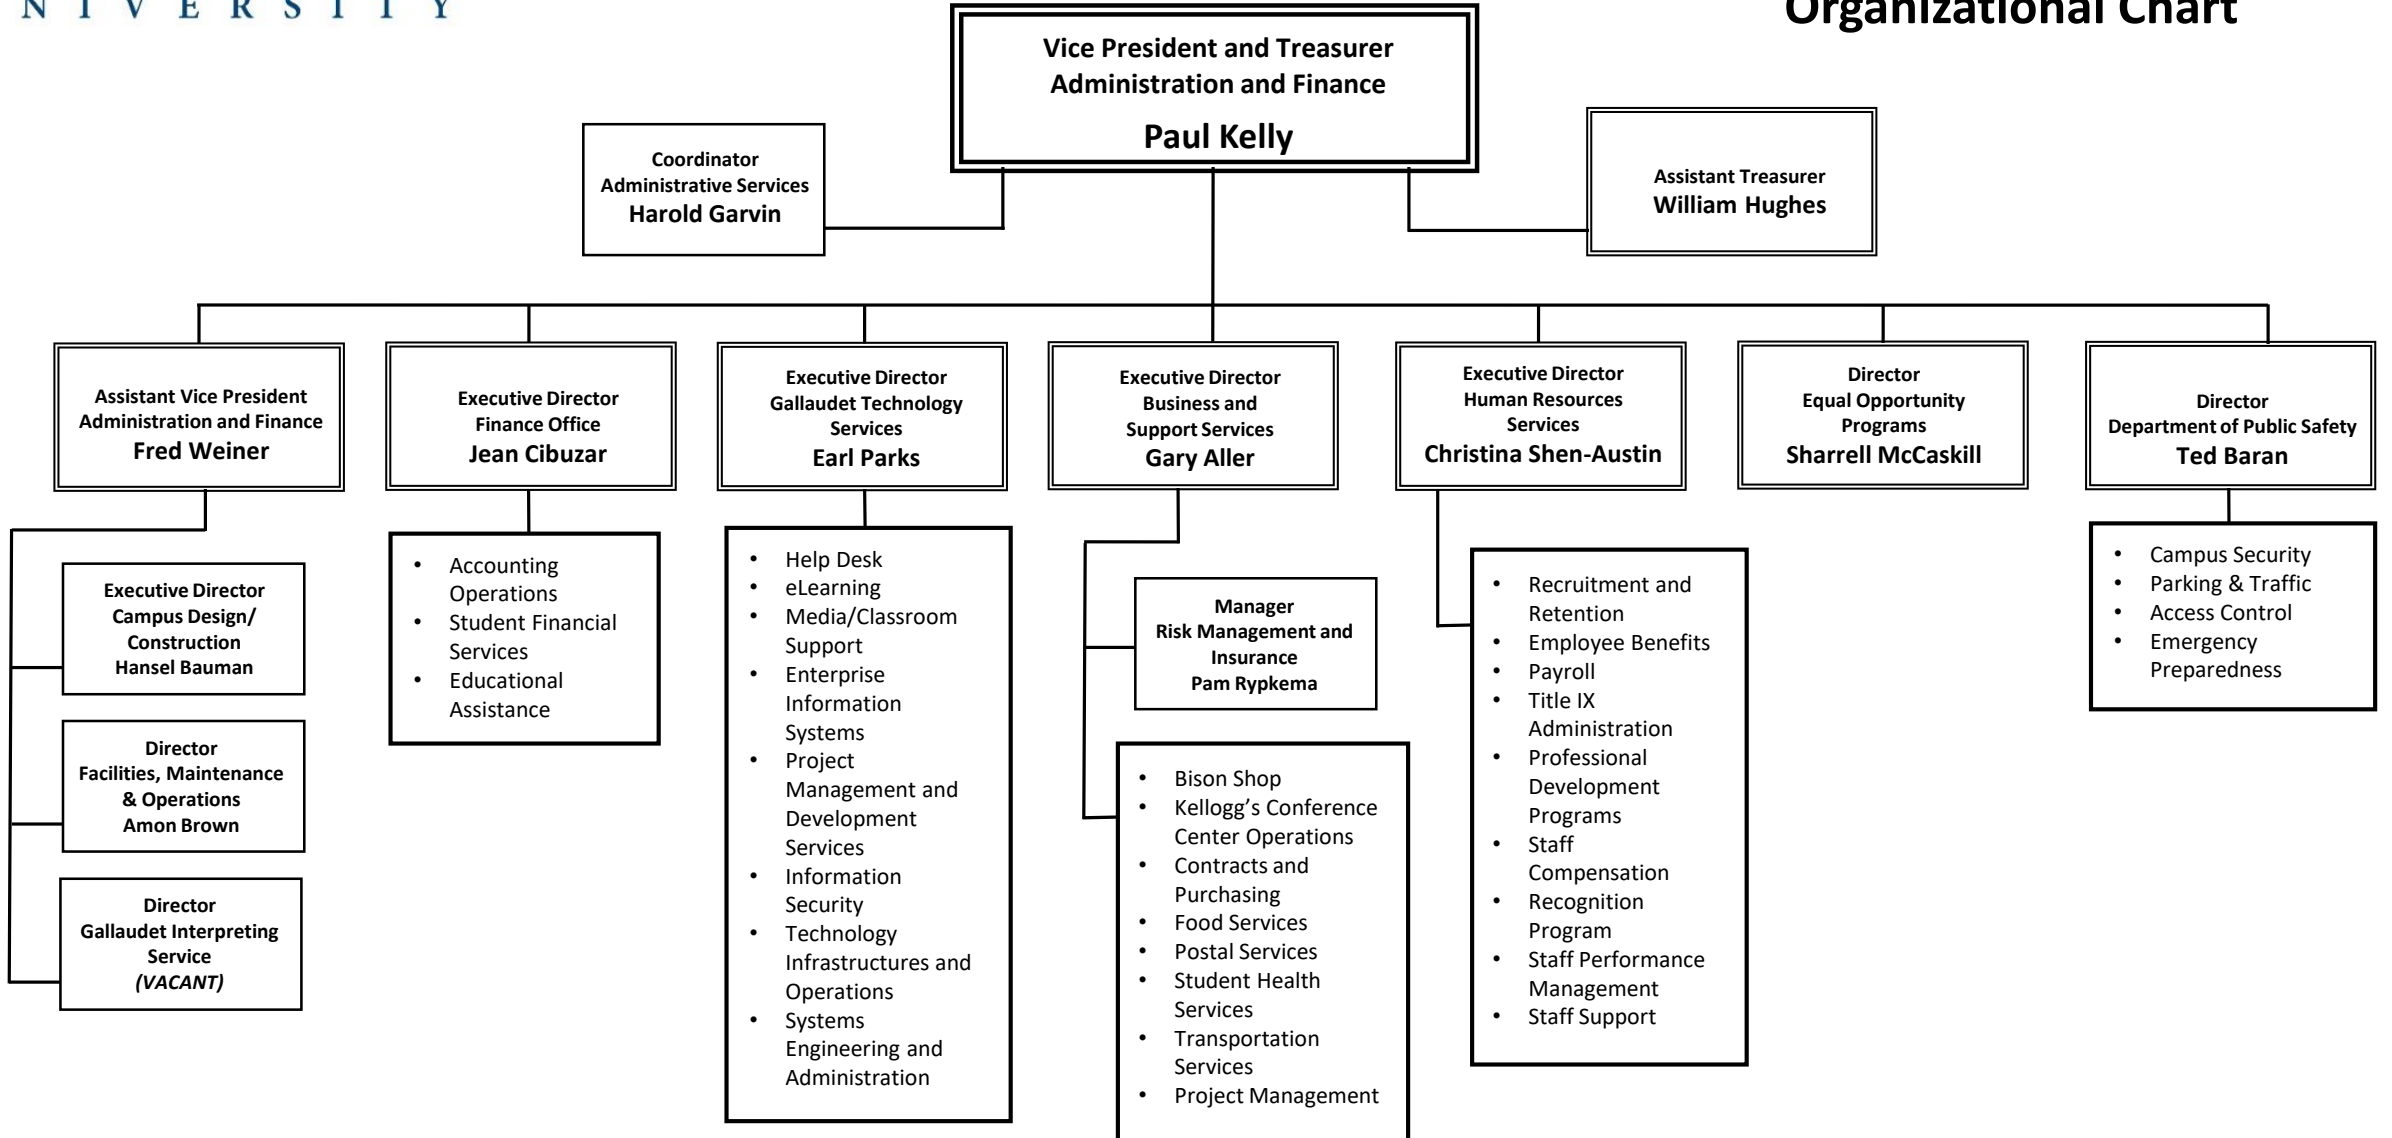 N I V E R S I T Y
Organizational Chart
Vice President and Treasurer
Administration and Finance
Paul Kelly
Coordinator
Administrative Services
Harold Garvin
Assistant Treasurer
William Hughes
Assistant Vice President
Administration and Finance
Fred Weiner
Executive Director
Finance Office
Jean Cibuzar
Executive Director
Gallaudet Technology
Services
Earl Parks
Executive Director
Business and
Support Services
Gary Aller
Executive Director
Human Resources
Services
Christina Shen-Austin
Director
Equal Opportunity
Programs
Sharrell McCaskill
Director
Department of Public Safety
Ted Baran
Executive Director
Campus Design/
Construction
Hansel Bauman
Director
Facilities, Maintenance
& Operations
Amon Brown
Director
Gallaudet Interpreting
Service
(VACANT)
• Accounting
Operations
• Student Financial
Services
• Educational
Assistance
• Help Desk
• eLearning
• Media/Classroom
Support
• Enterprise
Information
Systems
• Project
Management and
Development
Services
• Information
Security
• Technology
Infrastructures and
Operations
• Systems
Engineering and
Administration
Manager
Risk Management and
Insurance
Pam Rypkema
• Bison Shop
• Kellogg’s Conference
Center Operations
• Contracts and
Purchasing
• Food Services
• Postal Services
• Student Health
Services
• Transportation
Services
• Project Management
• Recruitment and
Retention
• Employee Benefits
• Payroll
• Title IX
Administration
• Professional
Development
Programs
• Staff
Compensation
• Recognition
Program
• Staff Performance
Management
• Staff Support
• Campus Security
• Parking & Traffic
• Access Control
• Emergency
Preparedness